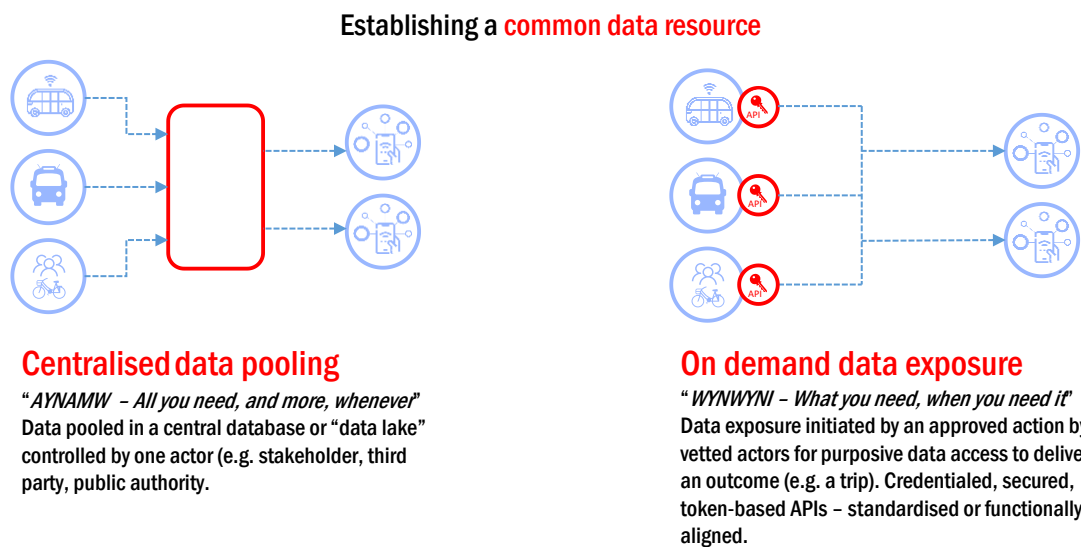 Establishing a common data resource
API
API
API
Centralised data pooling
“AYNAMW – All you need, and more, whenever”
Data pooled in a central database or “data lake”
controlled by one actor (e.g. stakeholder, third
party, public authority.
On demand data exposure
“WYNWYNI – What you need, when you need it”
Data exposure initiated by an approved action by
vetted actors for purposive data access to delive
an outcome (e.g. a trip). Credentialed, secured,
token-based APIs – standardised or functionally
aligned.